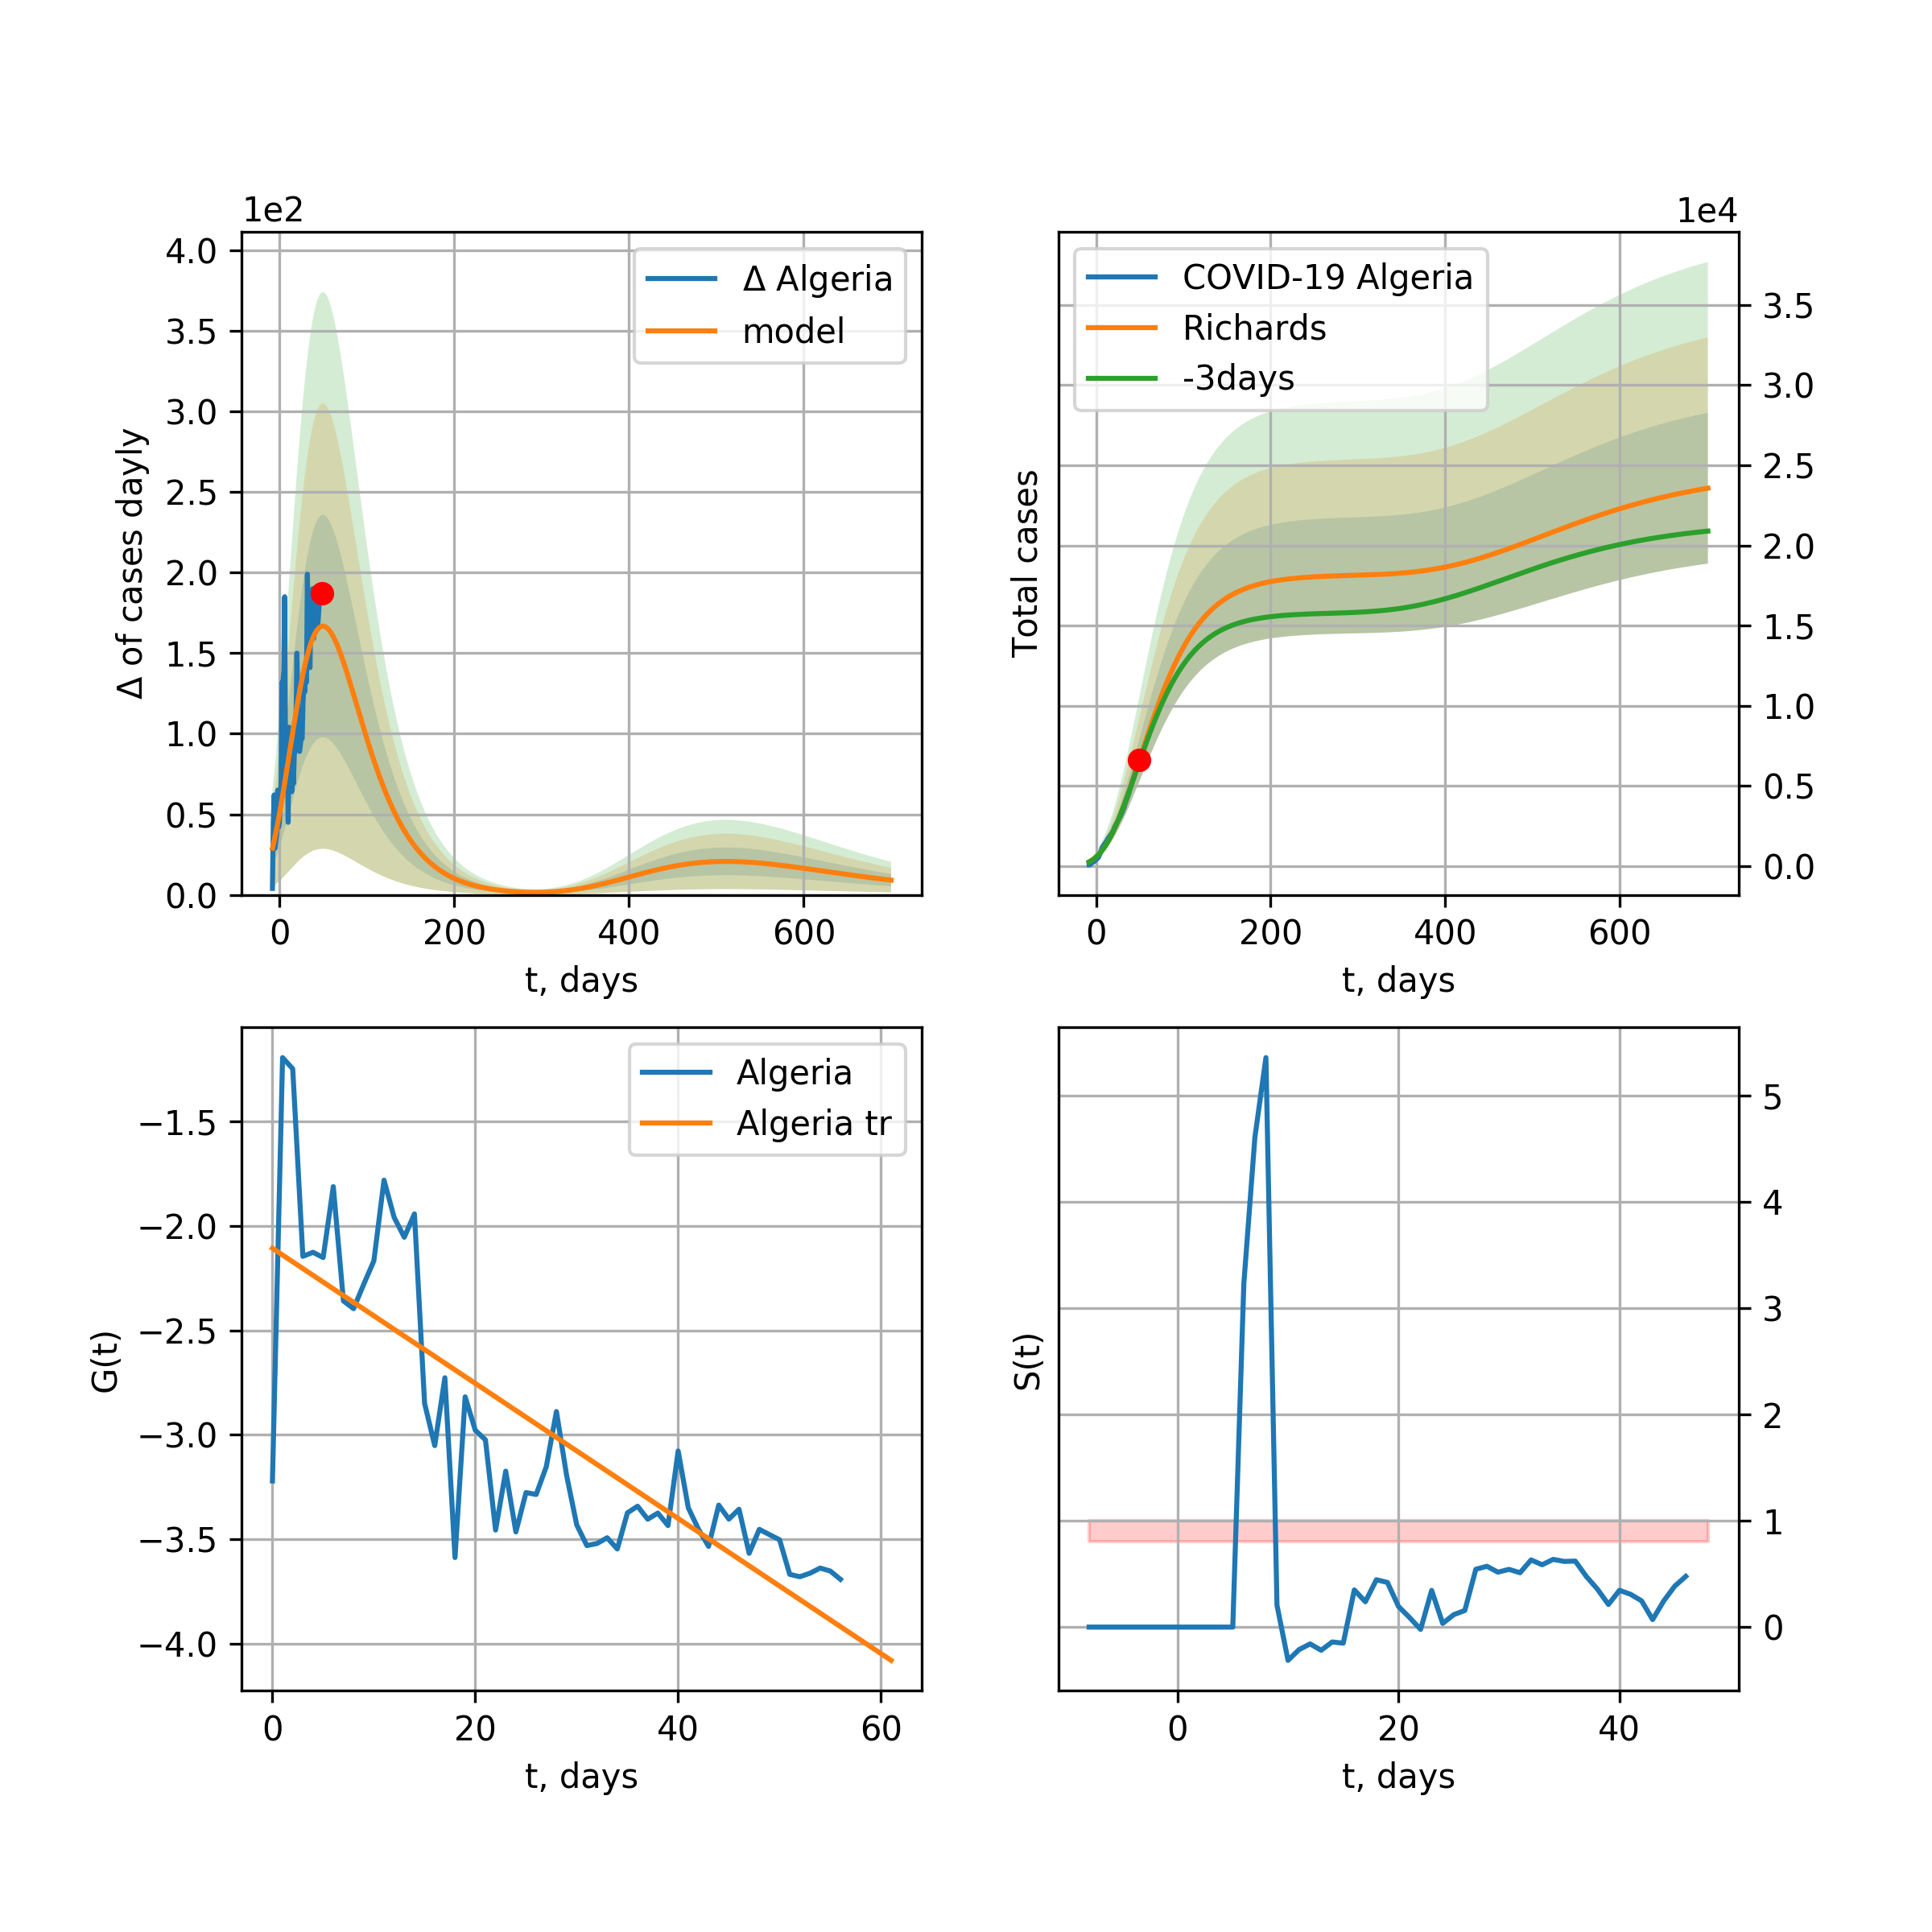 1e2
4.0
3.5
3.0
2.5
2.0
1.5
1.0
0.5
0.0
Δ of cases dayly
Δ Algeria
model
0 200 400 600
t, days
1e4
COVID-19 Algeria
Richards
-3days
Total cases
3.5
3.0
2.5
2.0
1.5
1.0
0.5
0.0
0 200 400 600
t, days
Algeria
Algeria tr
G(t)
−1.5
−2.0
−2.5
−3.0
−3.5
−4.0
0 20 40 60
t, days
S(t)
5
4
3
2
1
0
0 20 40
t, days